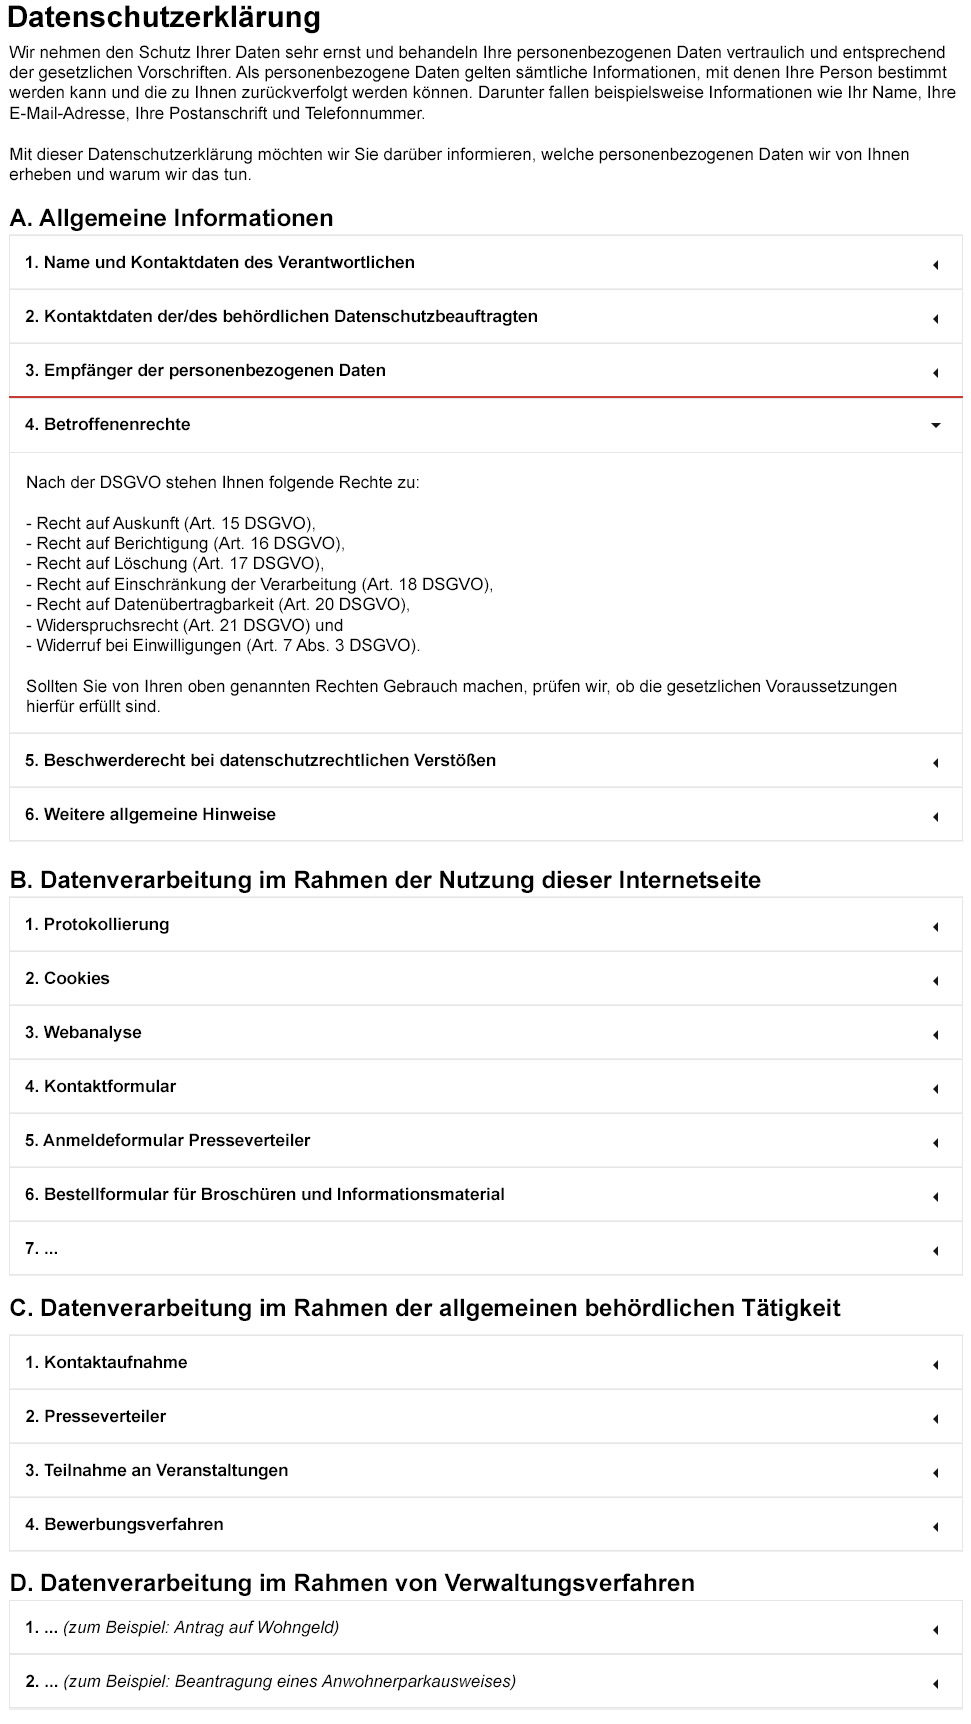 Datenschutzerklärung
Wir nehmen den Schutz Ihrer Daten sehr ernst und behandeln Ihre personenbezogenen Daten vertraulich und entsprechend
der gesetzlichen Vorschriften. Als personenbezogene Daten gelten sämtliche Informationen, mit denen Ihre Person bestimmt
werden kann und die zu Ihnen zurückverfolgt werden können. Darunter fallen beispielsweise Informationen wie Ihr Name, Ihre
E-Mail-Adresse, Ihre Postanschrift und Telefonnummer.
Mit dieser Datenschutzerklärung möchten wir Sie darüber informieren, welche personenbezogenen Daten wir von Ihnen
erheben und warum wir das tun.
A. Allgemeine Informationen
1. Name und Kontaktdaten des Verantwortlichen
2. Kontaktdaten der/des behördlichen Datenschutzbeauftragten
3. Empfänger der personenbezogenen Daten
4. Betroffenenrechte
Nach der DSGVO stehen Ihnen folgende Rechte zu:
- Recht auf Auskunft (Art. 15 DSGVO),
- Recht auf Berichtigung (Art. 16 DSGVO),
- Recht auf Löschung (Art. 17 DSGVO),
- Recht auf Einschränkung der Verarbeitung (Art. 18 DSGVO),
- Recht auf Datenübertragbarkeit (Art. 20 DSGVO),
- Widerspruchsrecht (Art. 21 DSGVO) und
- Widerruf bei Einwilligungen (Art. 7 Abs. 3 DSGVO).
Sollten Sie von Ihren oben genannten Rechten Gebrauch machen, prüfen wir, ob die gesetzlichen Voraussetzungen
hierfür erfüllt sind.
5. Beschwerderecht bei datenschutzrechtlichen Verstößen
6. Weitere allgemeine Hinweise
B. Datenverarbeitung im Rahmen der Nutzung dieser Internetseite
1. Protokollierung
2. Cookies
3. Webanalyse
4. Kontaktformular
5. Anmeldeformular Presseverteiler
6. Bestellformular für Broschüren und Informationsmaterial
7. ...
C. Datenverarbeitung im Rahmen der allgemeinen behördlichen Tätigkeit
1. Kontaktaufnahme
2. Presseverteiler
3. Teilnahme an Veranstaltungen
4. Bewerbungsverfahren
D. Datenverarbeitung im Rahmen von Verwaltungsverfahren
1. ... (zum Beispiel: Antrag auf Wohngeld)
2. ... (zum Beispiel: Beantragung eines Anwohnerparkausweises)